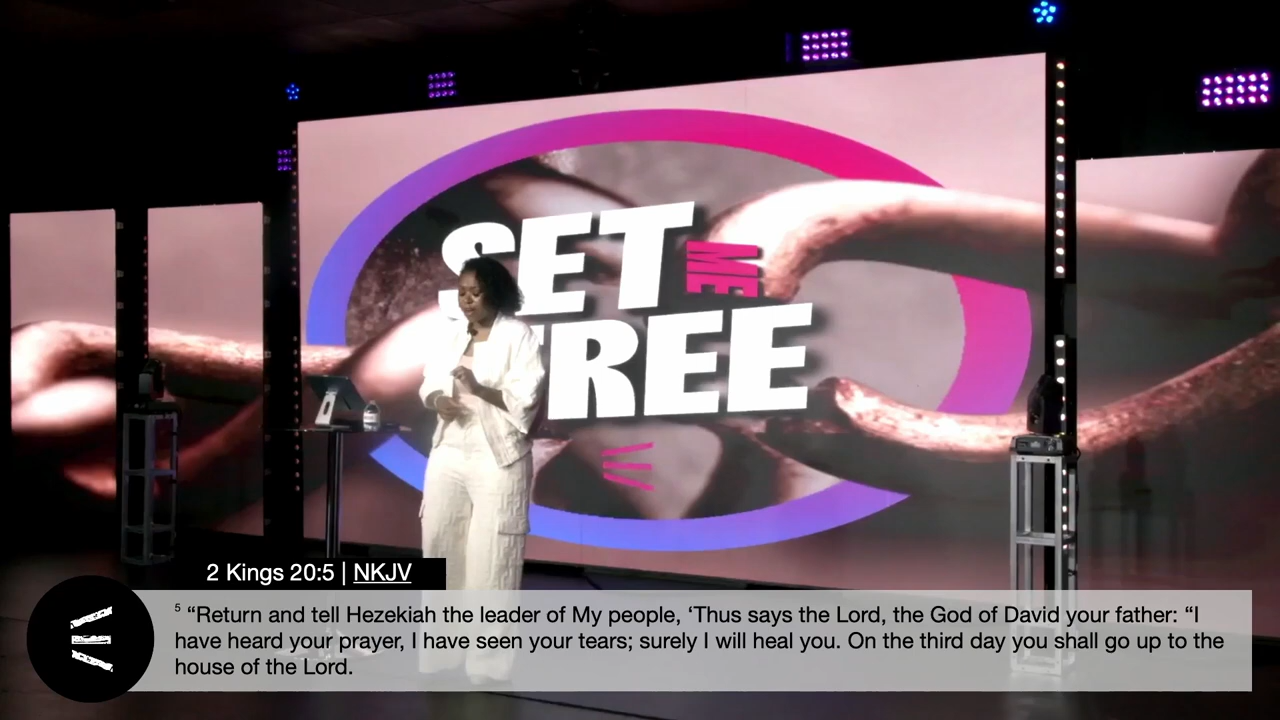 SET
ME
FREE
2 Kings 20:5 | NKJV
5 “Return and tell Hezekiah the leader of My people, ‘Thus says the Lord, the God of David your father: “I
have heard your prayer, I have seen your tears; surely I will heal you. On the third day you shall go up to the
house of the Lord.